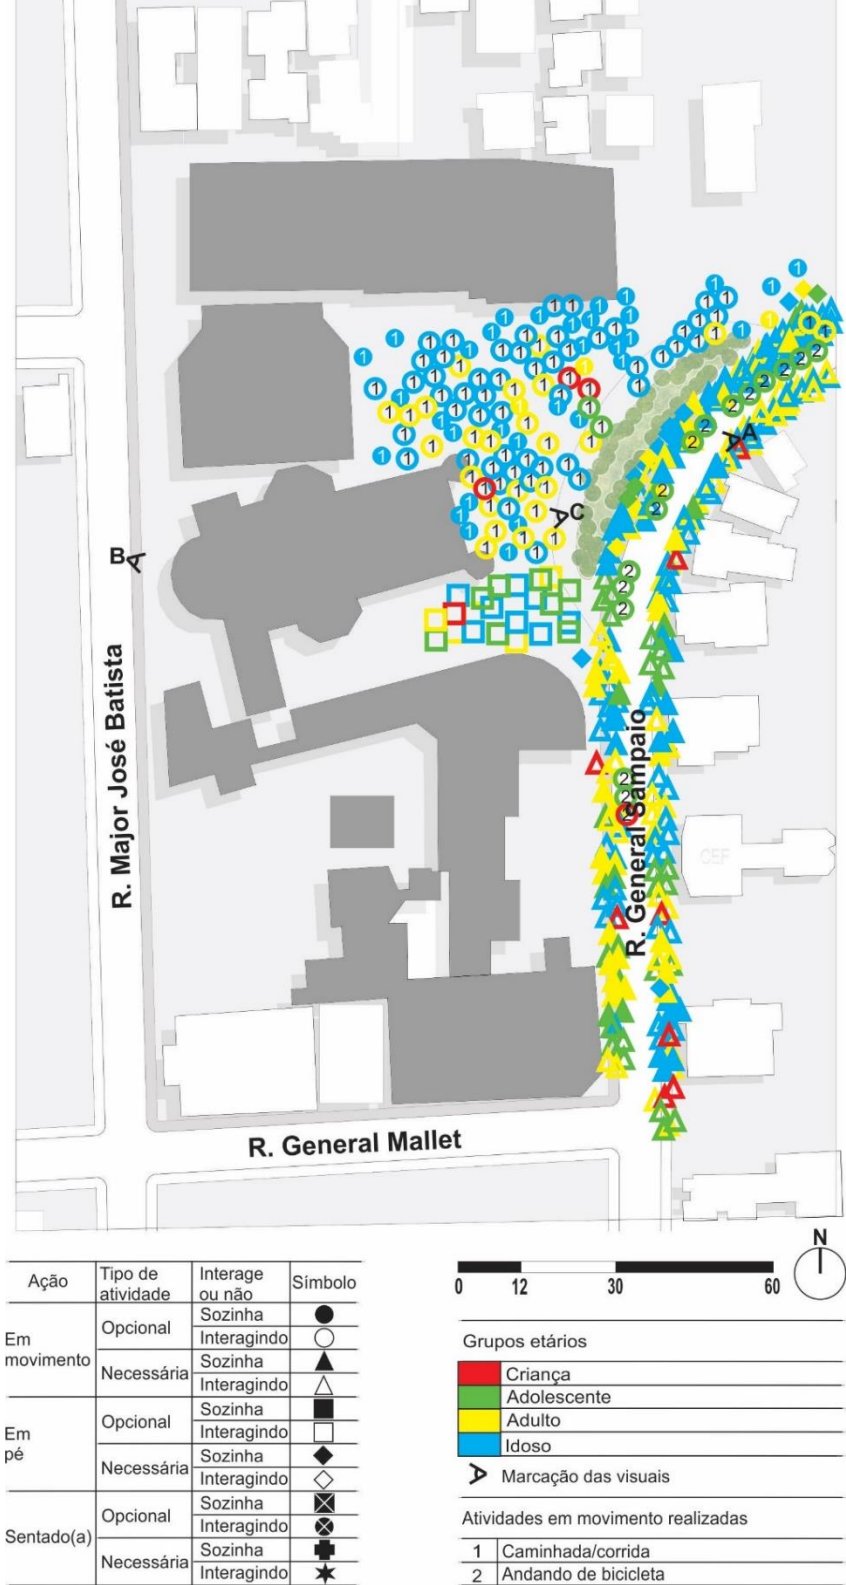 A
C
B
R. Major José Batista
R. General Sampaio
CEF
R. General Mallet
N
0 12 30 60
Ação
Tipo de atividade
Interage ou não
Símbolo
Em movimento
Opcional
Sozinha
Interagindo
Necessária
Sozinha
Interagindo
Em pé
Opcional
Sozinha
Interagindo
Necessária
Sozinha
Interagindo
Sentado(a)
Opcional
Sozinha
Interagindo
Necessária
Sozinha
Interagindo
Grupos etários
Criança
Adolescente
Adulto
Idoso
Marcação das visuais
Atividades em movimento realizadas
1 Caminhada/corrida
2 Andando de bicicleta